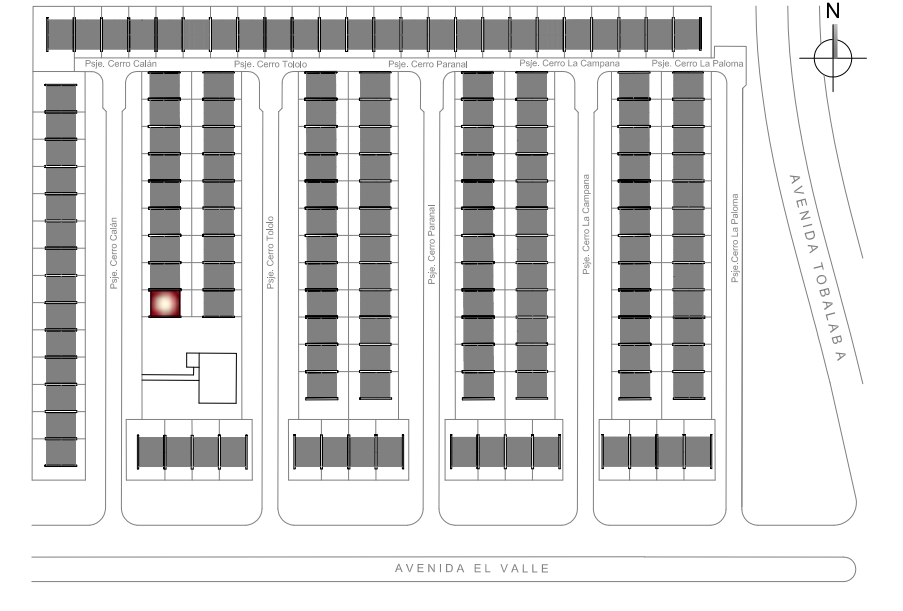 N
Psje. Cerro Calán
Psje. Cerro Tololo
Psje. Cerro Paranal
Psje. Cerro La Campana
Psje. Cerro La Paloma
Psje. Cerro Calán
Psje. Cerro Tololo
Psje. Cerro Paranal
Psje. Cerro La Campana
Psje.Cerro La Paloma
AVENIDA TOBALABA
AVENIDA EL VALLE